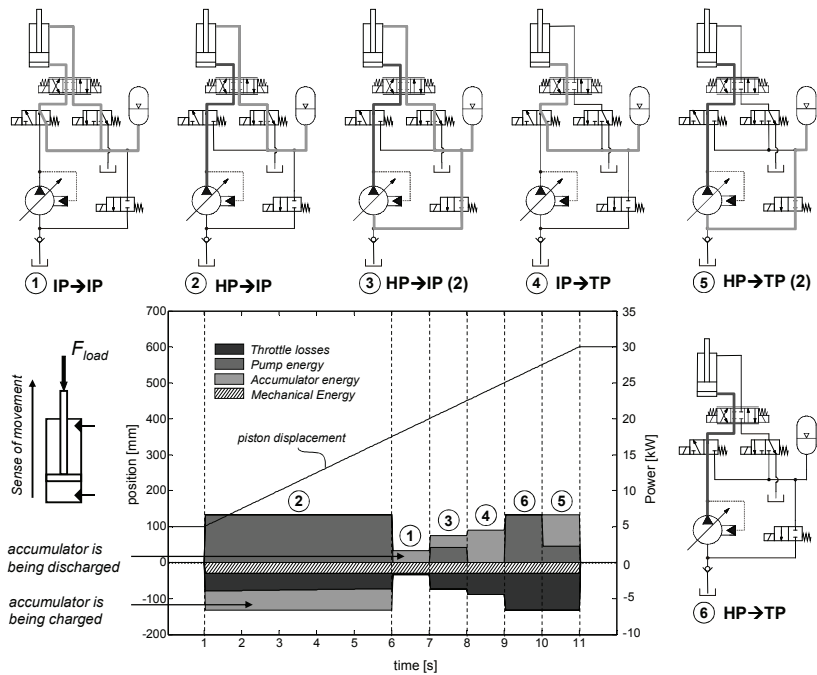 1 IP→IP
2 HP→IP
3 HP→IP (2)
4 IP→TP
5 HP→TP (2)
F load
Sense of movement
accumulator is
being discharged
accumulator is
being charged
position [mm]
700
600
500
400
300
200
100
0
-100
-200
Throttle losses
Pump energy
Accumulator energy
Mechanical Energy
piston displacement
2
1
3
4
6
5
35
30
25
20
15
10
5
0
-5
-10
Power [kW]
1 2 3 4 5 6 7 8 9 10 11
time [s]
6 HP→TP